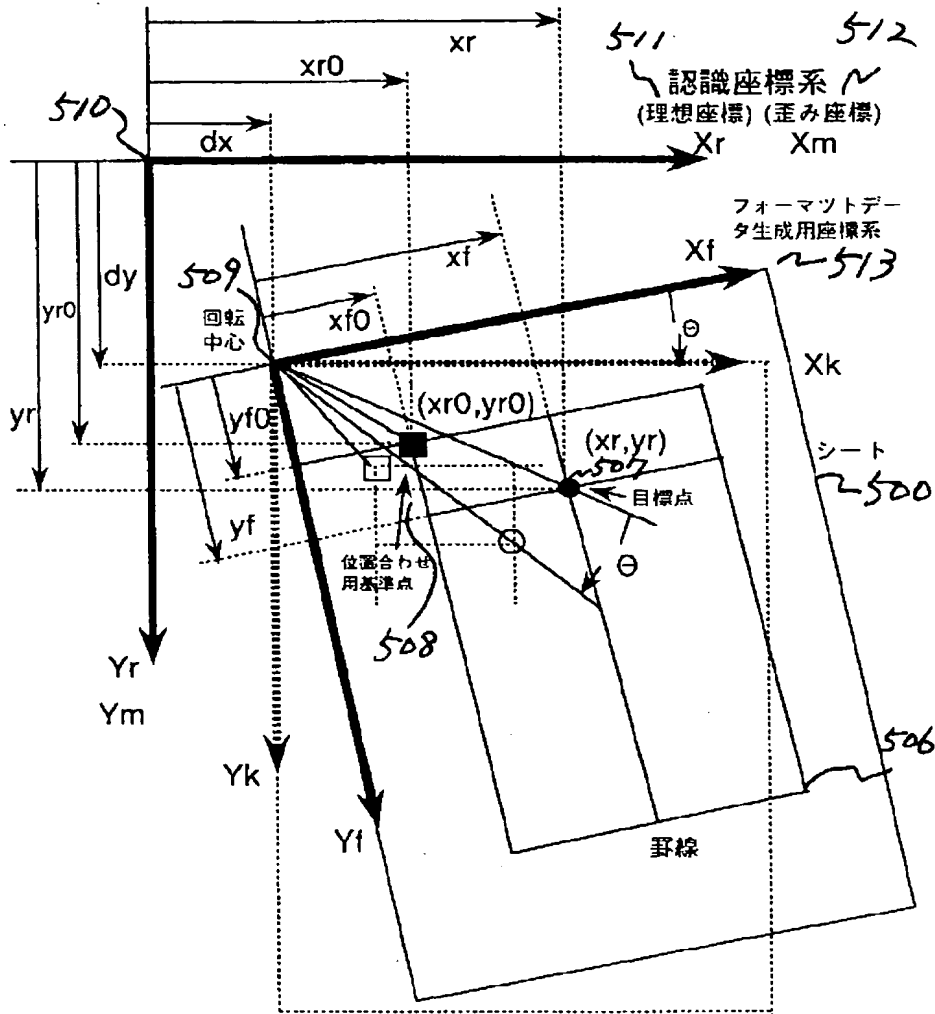 xr
511
512
xr0
認識座標系
510
(理想座標) (歪み座標)
dx
Xr
Xm
フォーマツトデー
タ生成用座標系
Xf
513
xf
509
dy
yr0
xf0
回転
中心
Θ
Xk
(xr0,yr0)
yr
yf0
(xr,yr)
シート
507
500
目標点
yf
位置合わせ
用基準点
Θ
508
Yr
Ym
506
Yk
Yf
罫線